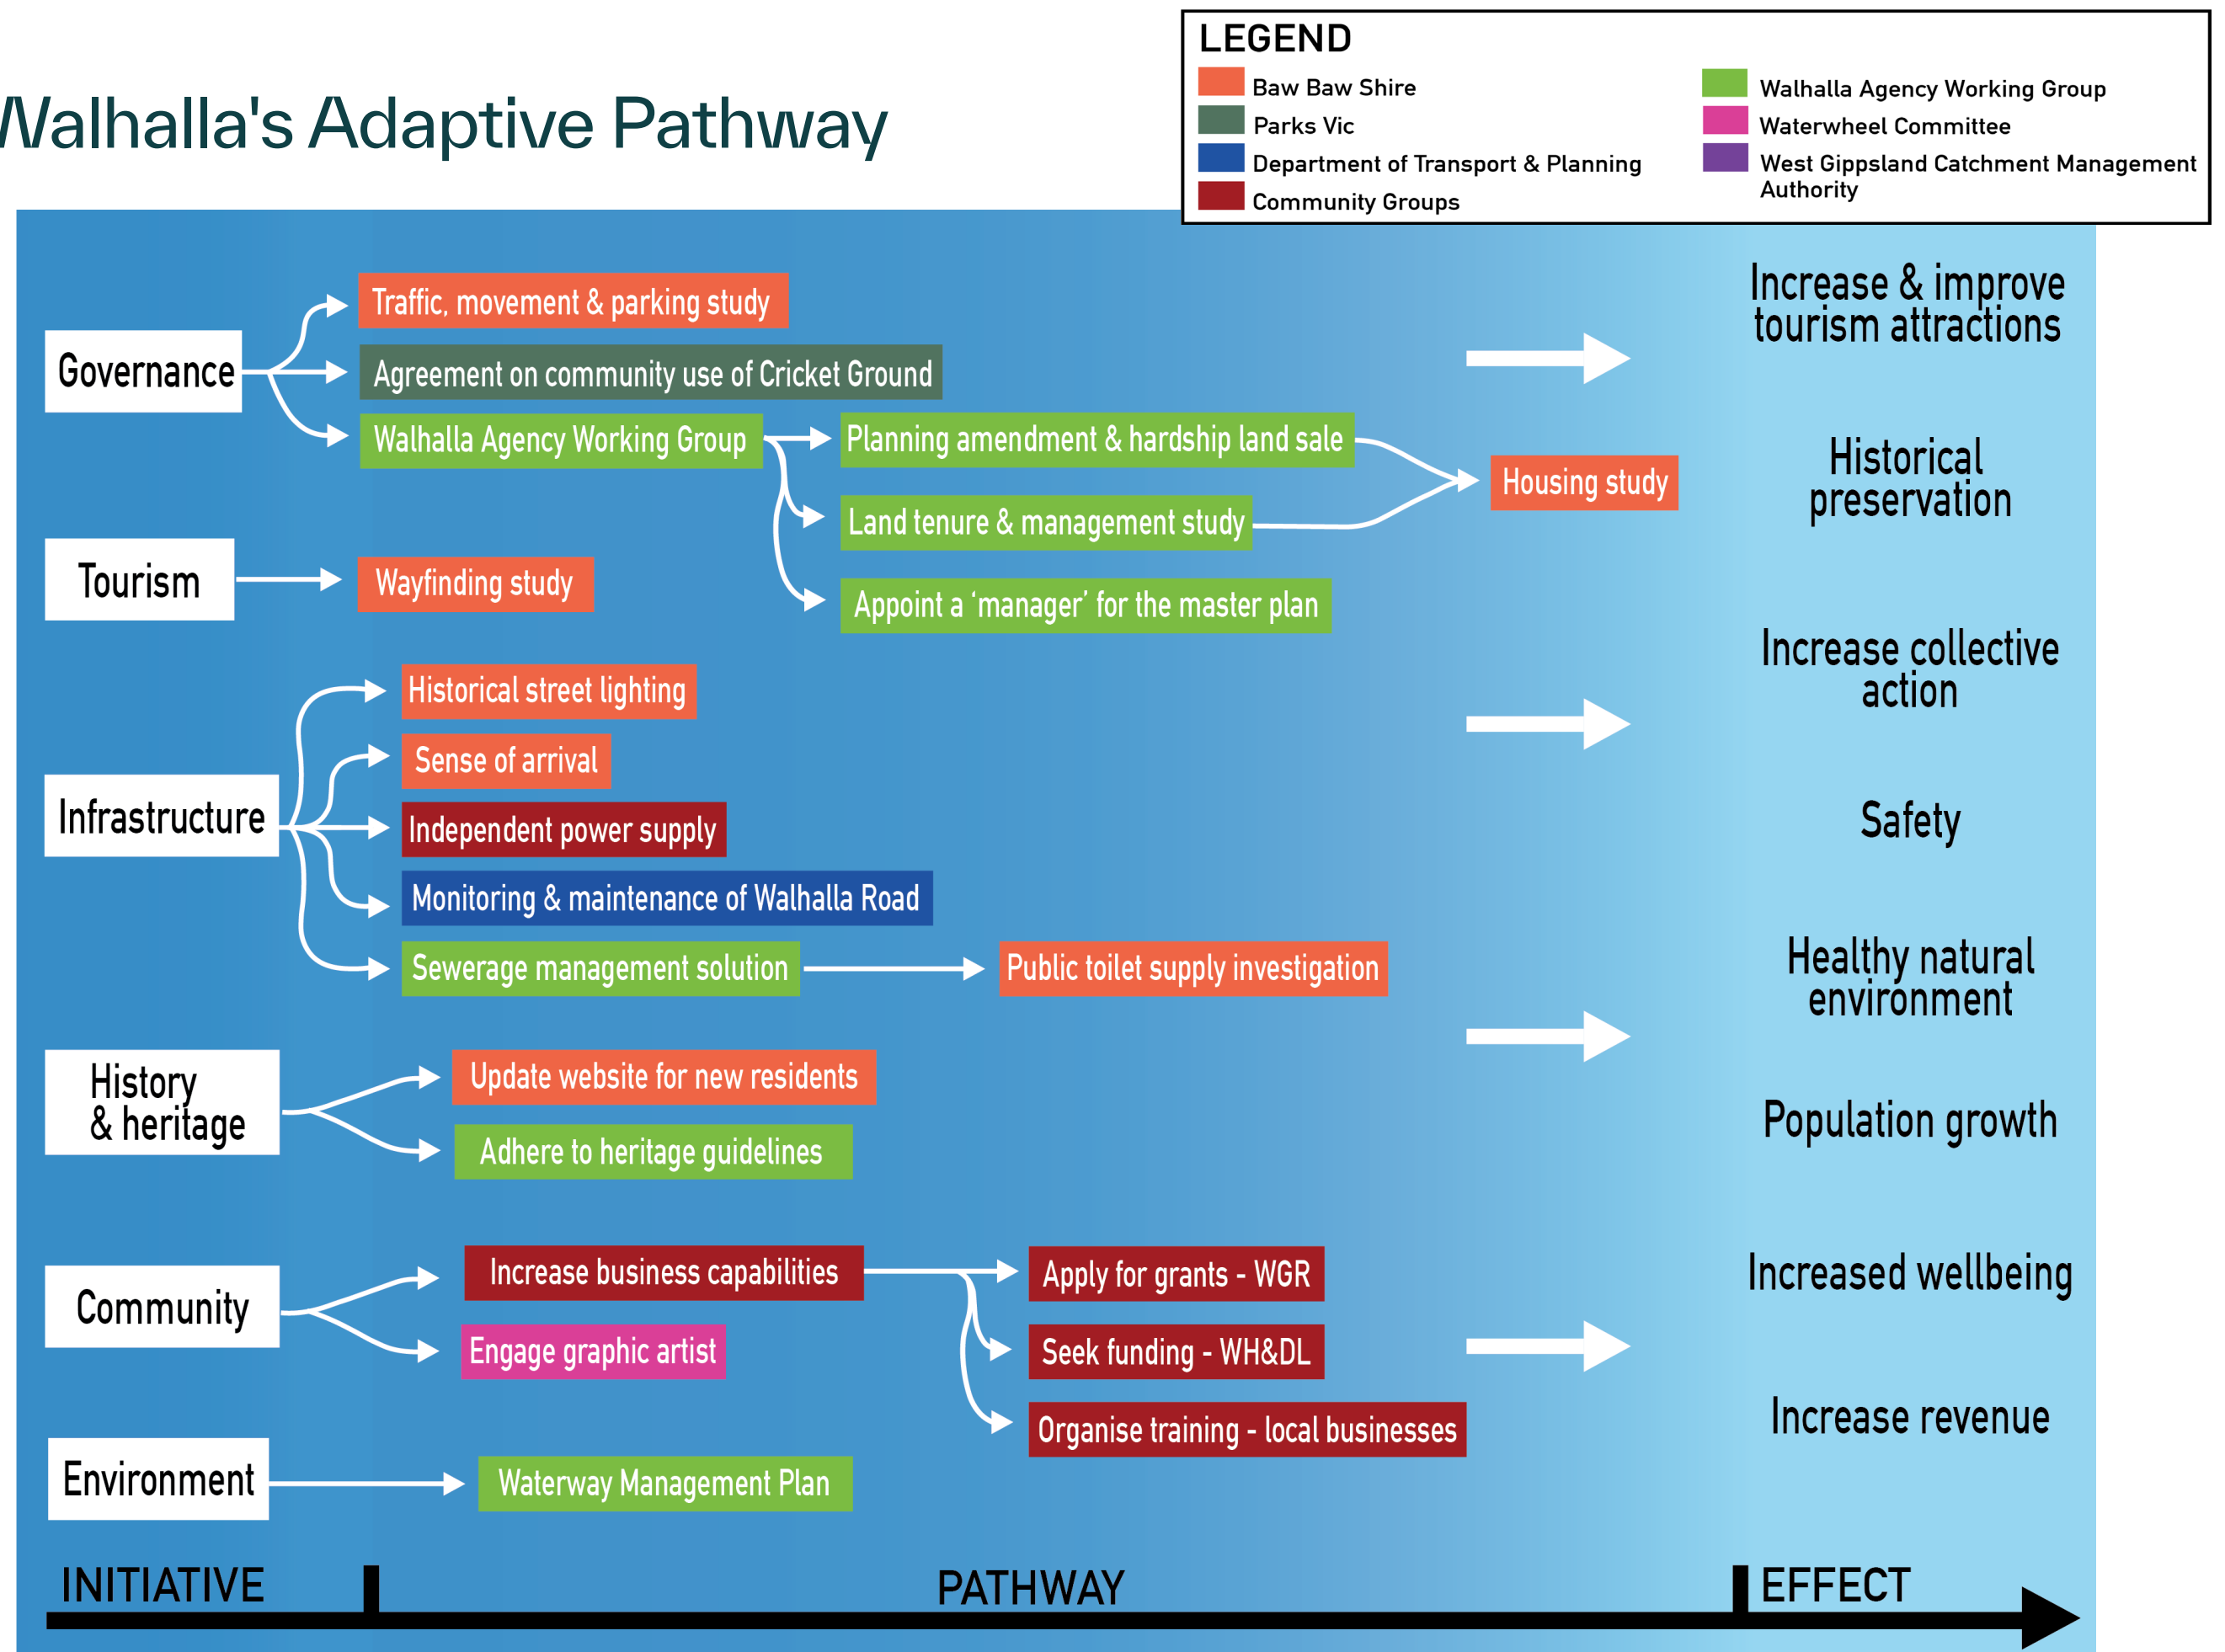 Walhalla's Adaptive Pathway
LEGEND
Baw Baw Shire
Parks Vic
Department of Transport & Planning
Community Groups
Walhalla Agency Working Group
Waterwheel Committee
West Gippsland Catchment Management
Authority
Governance
Traffic, movement & parking study
Agreement on community use of Cricket Ground
Walhalla Agency Working Group
Planning amendment & hardship land sale
Land tenure & management study
Appoint a ‘manager’ for the master plan
Housing study
Tourism
Wayfinding study
Infrastructure
Historical street lighting
Sense of arrival
Independent power supply
Monitoring & maintenance of Walhalla Road
Sewerage management solution
Public toilet supply investigation
History
& heritage
Update website for new residents
Adhere to heritage guidelines
Community
Increase business capabilities
Engage graphic artist
Apply for grants - WGR
Seek funding - WH&DL
Organise training - local businesses
Environment
Waterway Management Plan
Increase & improve
tourism attractions
Historical
preservation
Increase collective
action
Safety
Healthy natural
environment
Population growth
Increased wellbeing
Increase revenue
INITIATIVE
PATHWAY
EFFECT